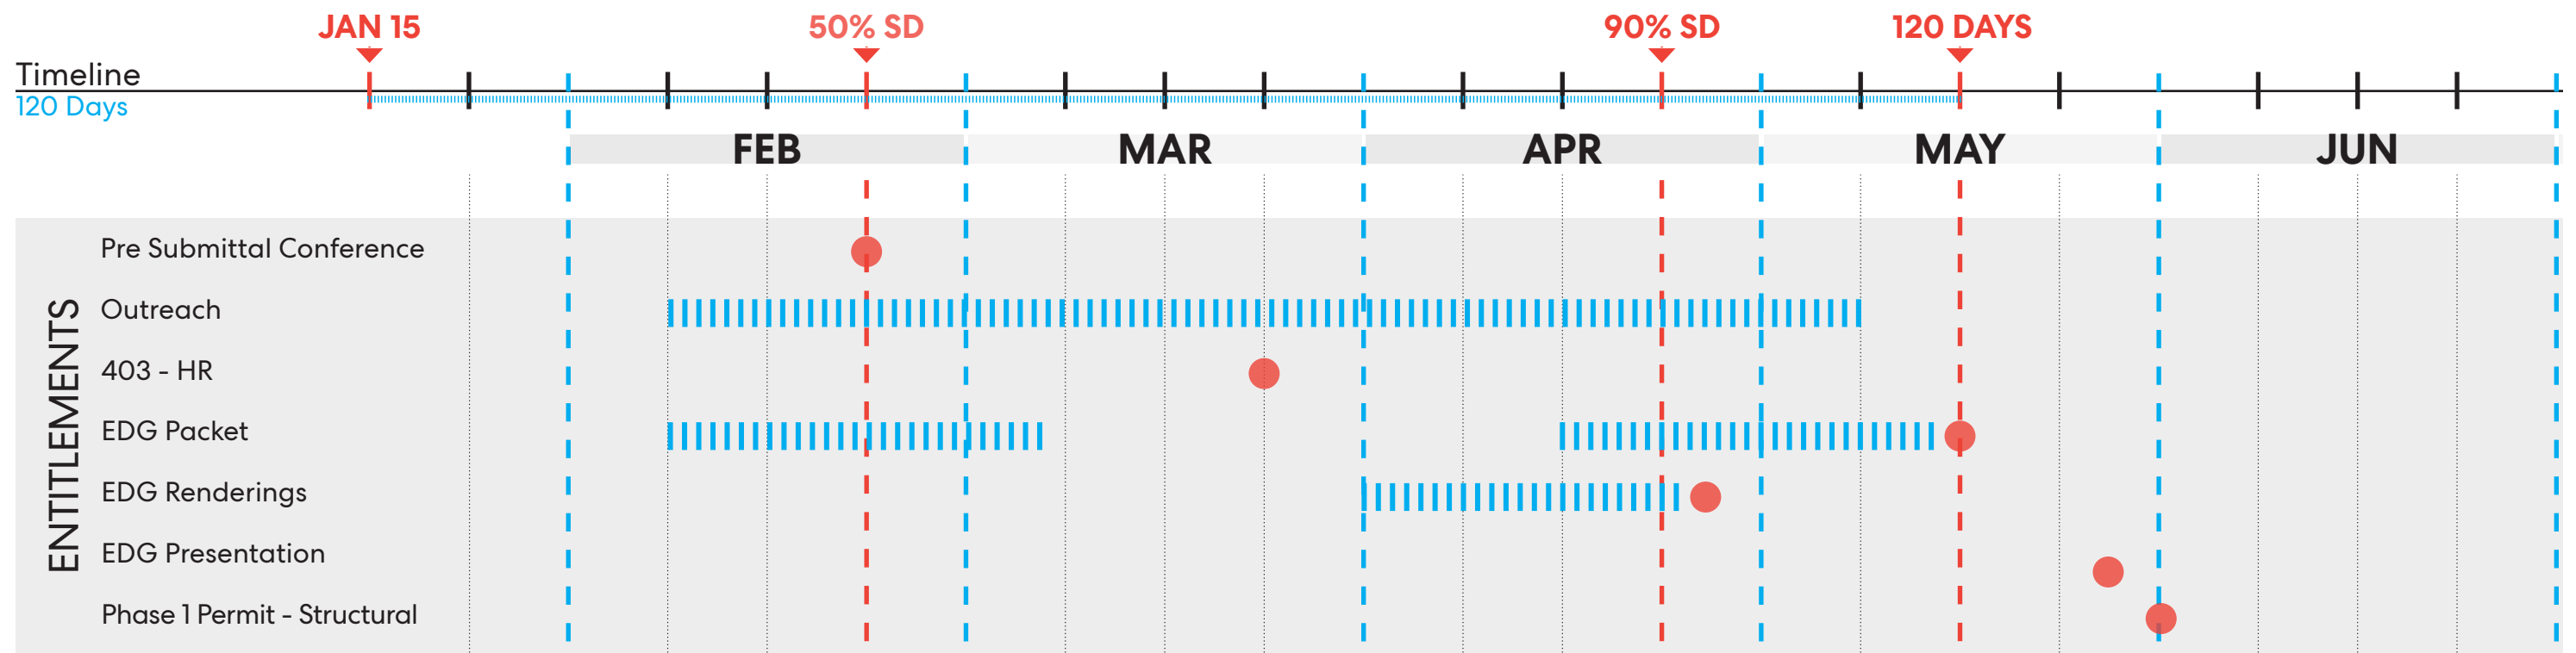 JAN 15 50% SD 90% SD 120 DAYS
Timeline
120 Days
FEB MAR APR MAY JUN
ENTITLEMENTS
Pre Submittal Conference
Outreach
403 - HR
EDG Packet
EDG Renderings
EDG Presentation
Phase 1 Permit - Structural